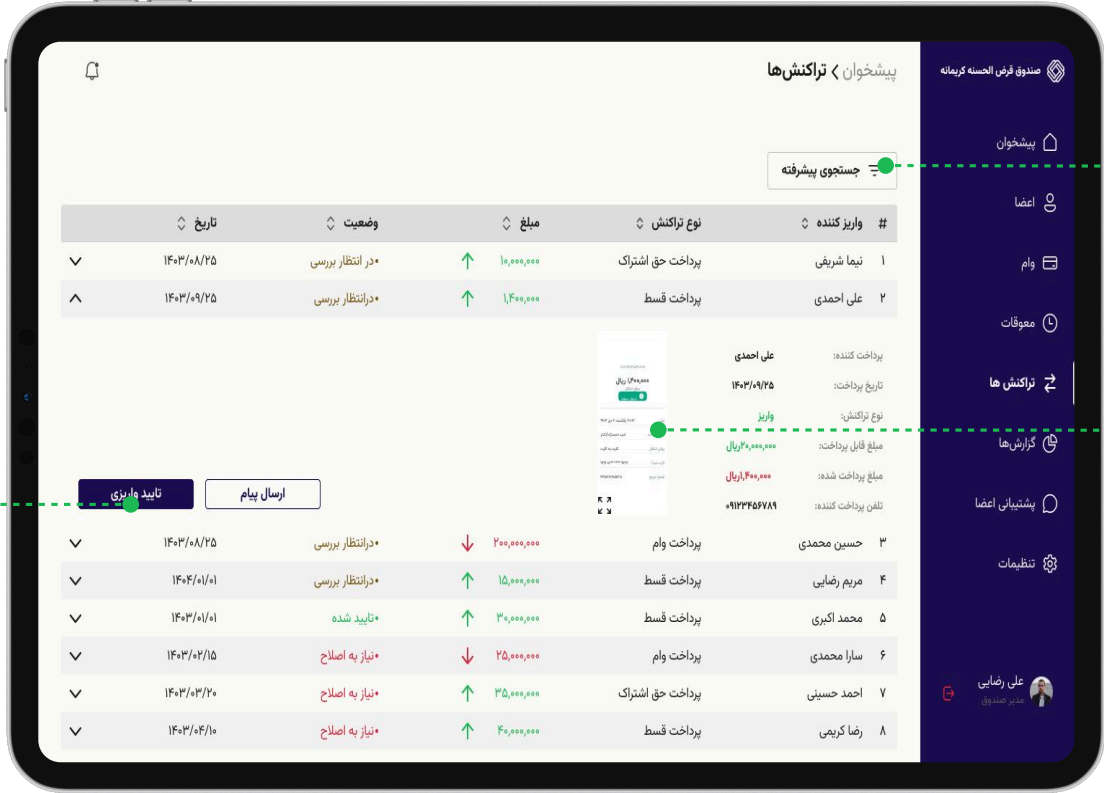 صندوق قرض الحسنه کریمانه
پیشخوان
اعضا
وام
معوقات
تراکنش ها
گزارش‌ها
پشتیبانی اعضا
تنظیمات
علی رضایی
مدیر صندوق
پیشخوان > تراکنش‌ها
جستجوی پیشرفته
# واریز کننده نوع تراکنش مبلغ وضعیت تاریخ
۱ نیما شریفی پرداخت حق اشتراک ۱۰,۰۰۰,۰۰۰ •در انتظار بررسی ۱۴۰۳/۰۸/۲۵
۲ علی احمدی پرداخت قسط ۱,۴۰۰,۰۰۰ •درانتظار بررسی ۱۴۰۳/۰۹/۲۵
پرداخت کننده: علی احمدی
تاریخ پرداخت: ۱۴۰۳/۰۹/۲۵
نوع تراکنش: واریز
مبلغ قابل پرداخت: ۲۰,۰۰۰,۰۰۰ریال
مبلغ پرداخت شده: ۱,۴۰۰,۰۰۰ریال
تلفن پرداخت کننده: ۰۹۱۲۳۴۵۶۷۸۹
۱,۴۰۰,۰۰۰ ریال
ارسال پیام
تایید واریزی
۳ حسین محمدی پرداخت وام ۲۰۰,۰۰۰,۰۰۰ •درانتظار بررسی ۱۴۰۳/۰۸/۲۵
۴ مریم رضایی پرداخت قسط ۱۵,۰۰۰,۰۰۰ •درانتظار بررسی ۱۴۰۴/۰۱/۰۱
۵ محمد اکبری پرداخت قسط ۳۰,۰۰۰,۰۰۰ •تایید شده ۱۴۰۳/۰۱/۰۱
۶ سارا محمدی پرداخت وام ۲۵,۰۰۰,۰۰۰ •نیاز به اصلاح ۱۴۰۳/۰۲/۱۵
۷ احمد حسینی پرداخت حق اشتراک ۳۵,۰۰۰,۰۰۰ •نیاز به اصلاح ۱۴۰۳/۰۳/۲۰
۸ رضا کریمی پرداخت قسط ۴۰,۰۰۰,۰۰۰ •نیاز به اصلاح ۱۴۰۳/۰۴/۱۰